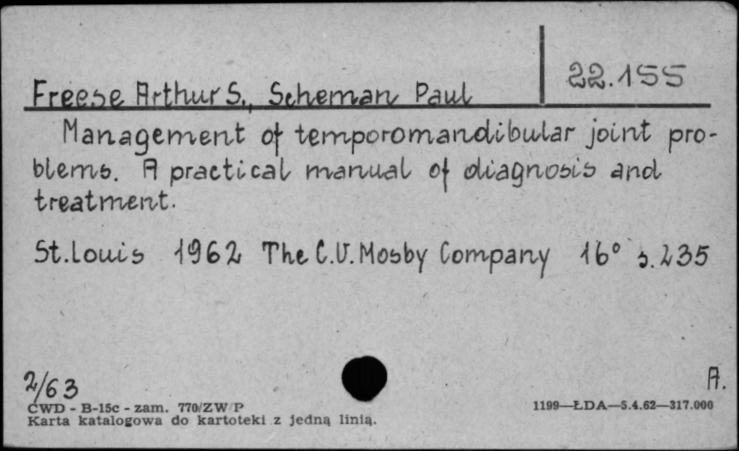 22.155
Freese Arthur S., Scheman Paul
Management of temporomandibular joint pro-
blems. A practical manual of diagnosis and
treatment.
St. Louis 1962 The C.V. Mosby Company 16° s. 235
2/63
A.
CWD - B-15c - zam. 770/ZW P
1199—ŁDA—5.4.62—317.000
Karta katalogowa do kartoteki z jedną linią.